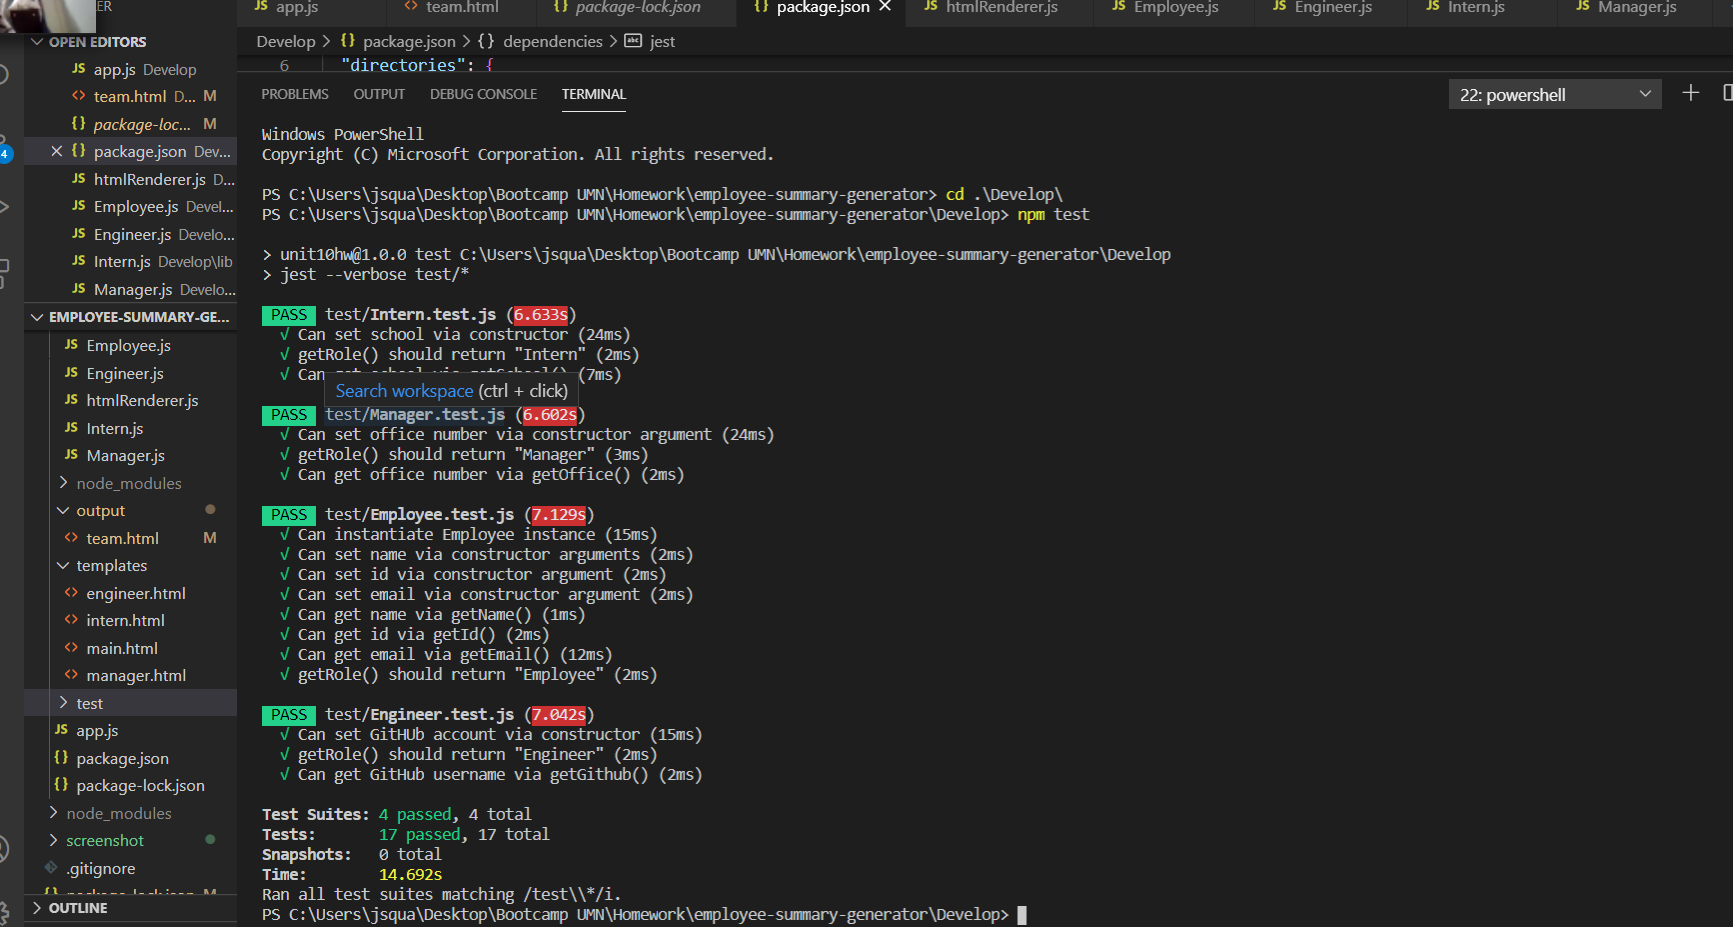 ER
OPEN EDITORS
JS app.js Develop
<> team.html D... M
{} package-loc... M
× {} package.json Dev...
JS htmlRenderer.js D...
JS Employee.js Devel...
JS Engineer.js Develo...
JS Intern.js Develop\lib
JS Manager.js Develo...
EMPLOYEE-SUMMARY-GE...
JS Employee.js
JS Engineer.js
JS htmlRenderer.js
JS Intern.js
JS Manager.js
node_modules
output
<> team.html M
templates
<> engineer.html
<> intern.html
<> main.html
<> manager.html
test
JS app.js
{} package.json
{} package-lock.json
node_modules
screenshot
.gitignore
{} package-lock.json M
OUTLINE
4
JS app.js <> team.html {} package-lock.json {} package.json × JS htmlRenderer.js JS Employee.js JS Engineer.js JS Intern.js JS Manager.js
Develop > {} package.json > {} dependencies > abc jest
6 "directories": {
PROBLEMS OUTPUT DEBUG CONSOLE TERMINAL 22: powershell
Windows PowerShell
Copyright (C) Microsoft Corporation. All rights reserved.
PS C:\Users\jsqua\Desktop\Bootcamp UMN\Homework\employee-summary-generator> cd .\Develop\
PS C:\Users\jsqua\Desktop\Bootcamp UMN\Homework\employee-summary-generator\Develop> npm test
> unit10hw@1.0.0 test C:\Users\jsqua\Desktop\Bootcamp UMN\Homework\employee-summary-generator\Develop
> jest --verbose test/*
PASS test/Intern.test.js (6.633s)
√ Can set school via constructor (24ms)
√ getRole() should return "Intern" (2ms)
√ Can get school via getSchool() (7ms)
Search workspace (ctrl + click)
PASS test/Manager.test.js (6.602s)
√ Can set office number via constructor argument (24ms)
√ getRole() should return "Manager" (3ms)
√ Can get office number via getOffice() (2ms)
PASS test/Employee.test.js (7.129s)
√ Can instantiate Employee instance (15ms)
√ Can set name via constructor arguments (2ms)
√ Can set id via constructor argument (2ms)
√ Can set email via constructor argument (2ms)
√ Can get name via getName() (1ms)
√ Can get id via getId() (2ms)
√ Can get email via getEmail() (12ms)
√ getRole() should return "Employee" (2ms)
PASS test/Engineer.test.js (7.042s)
√ Can set GitHUb account via constructor (15ms)
√ getRole() should return "Engineer" (2ms)
√ Can get GitHub username via getGithub() (2ms)
Test Suites: 4 passed, 4 total
Tests: 17 passed, 17 total
Snapshots: 0 total
Time: 14.692s
Ran all test suites matching /test\\*/i.
PS C:\Users\jsqua\Desktop\Bootcamp UMN\Homework\employee-summary-generator\Develop>